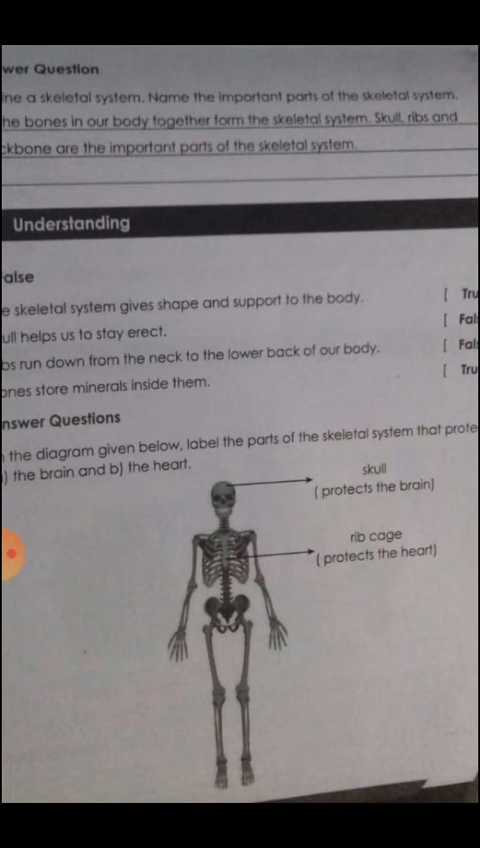 wer Question
ine a skeletal system. Name the important parts of the skeletal system.
he bones in our body together form the skeletal system. Skull, ribs and
ckbone are the important parts of the skeletal system.
Understanding
alse
e skeletal system gives shape and support to the body. [ Tru
ull helps us to stay erect. [ Fals
bs run down from the neck to the lower back of our body. [ Fals
ones store minerals inside them. [ Tru
nswer Questions
the diagram given below, label the parts of the skeletal system that prote
) the brain and b) the heart.
skull
( protects the brain)
rib cage
( protects the heart)